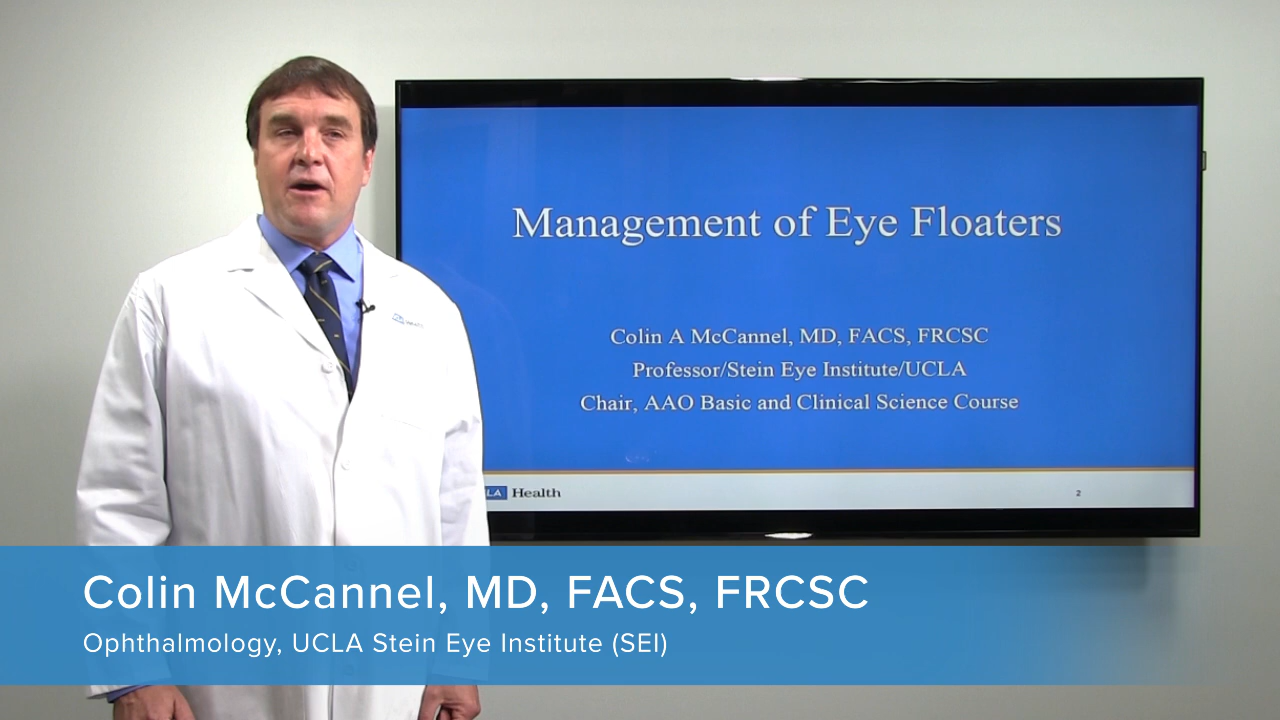 Management of Eye Floaters
Colin A McCannel, MD, FACS, FRCSC
Professor/Stein Eye Institute/UCLA
Chair, AAO Basic and Clinical Science Course
LA Health
2
Colin McCannel, MD, FACS, FRCSC
Ophthalmology, UCLA Stein Eye Institute (SEI)